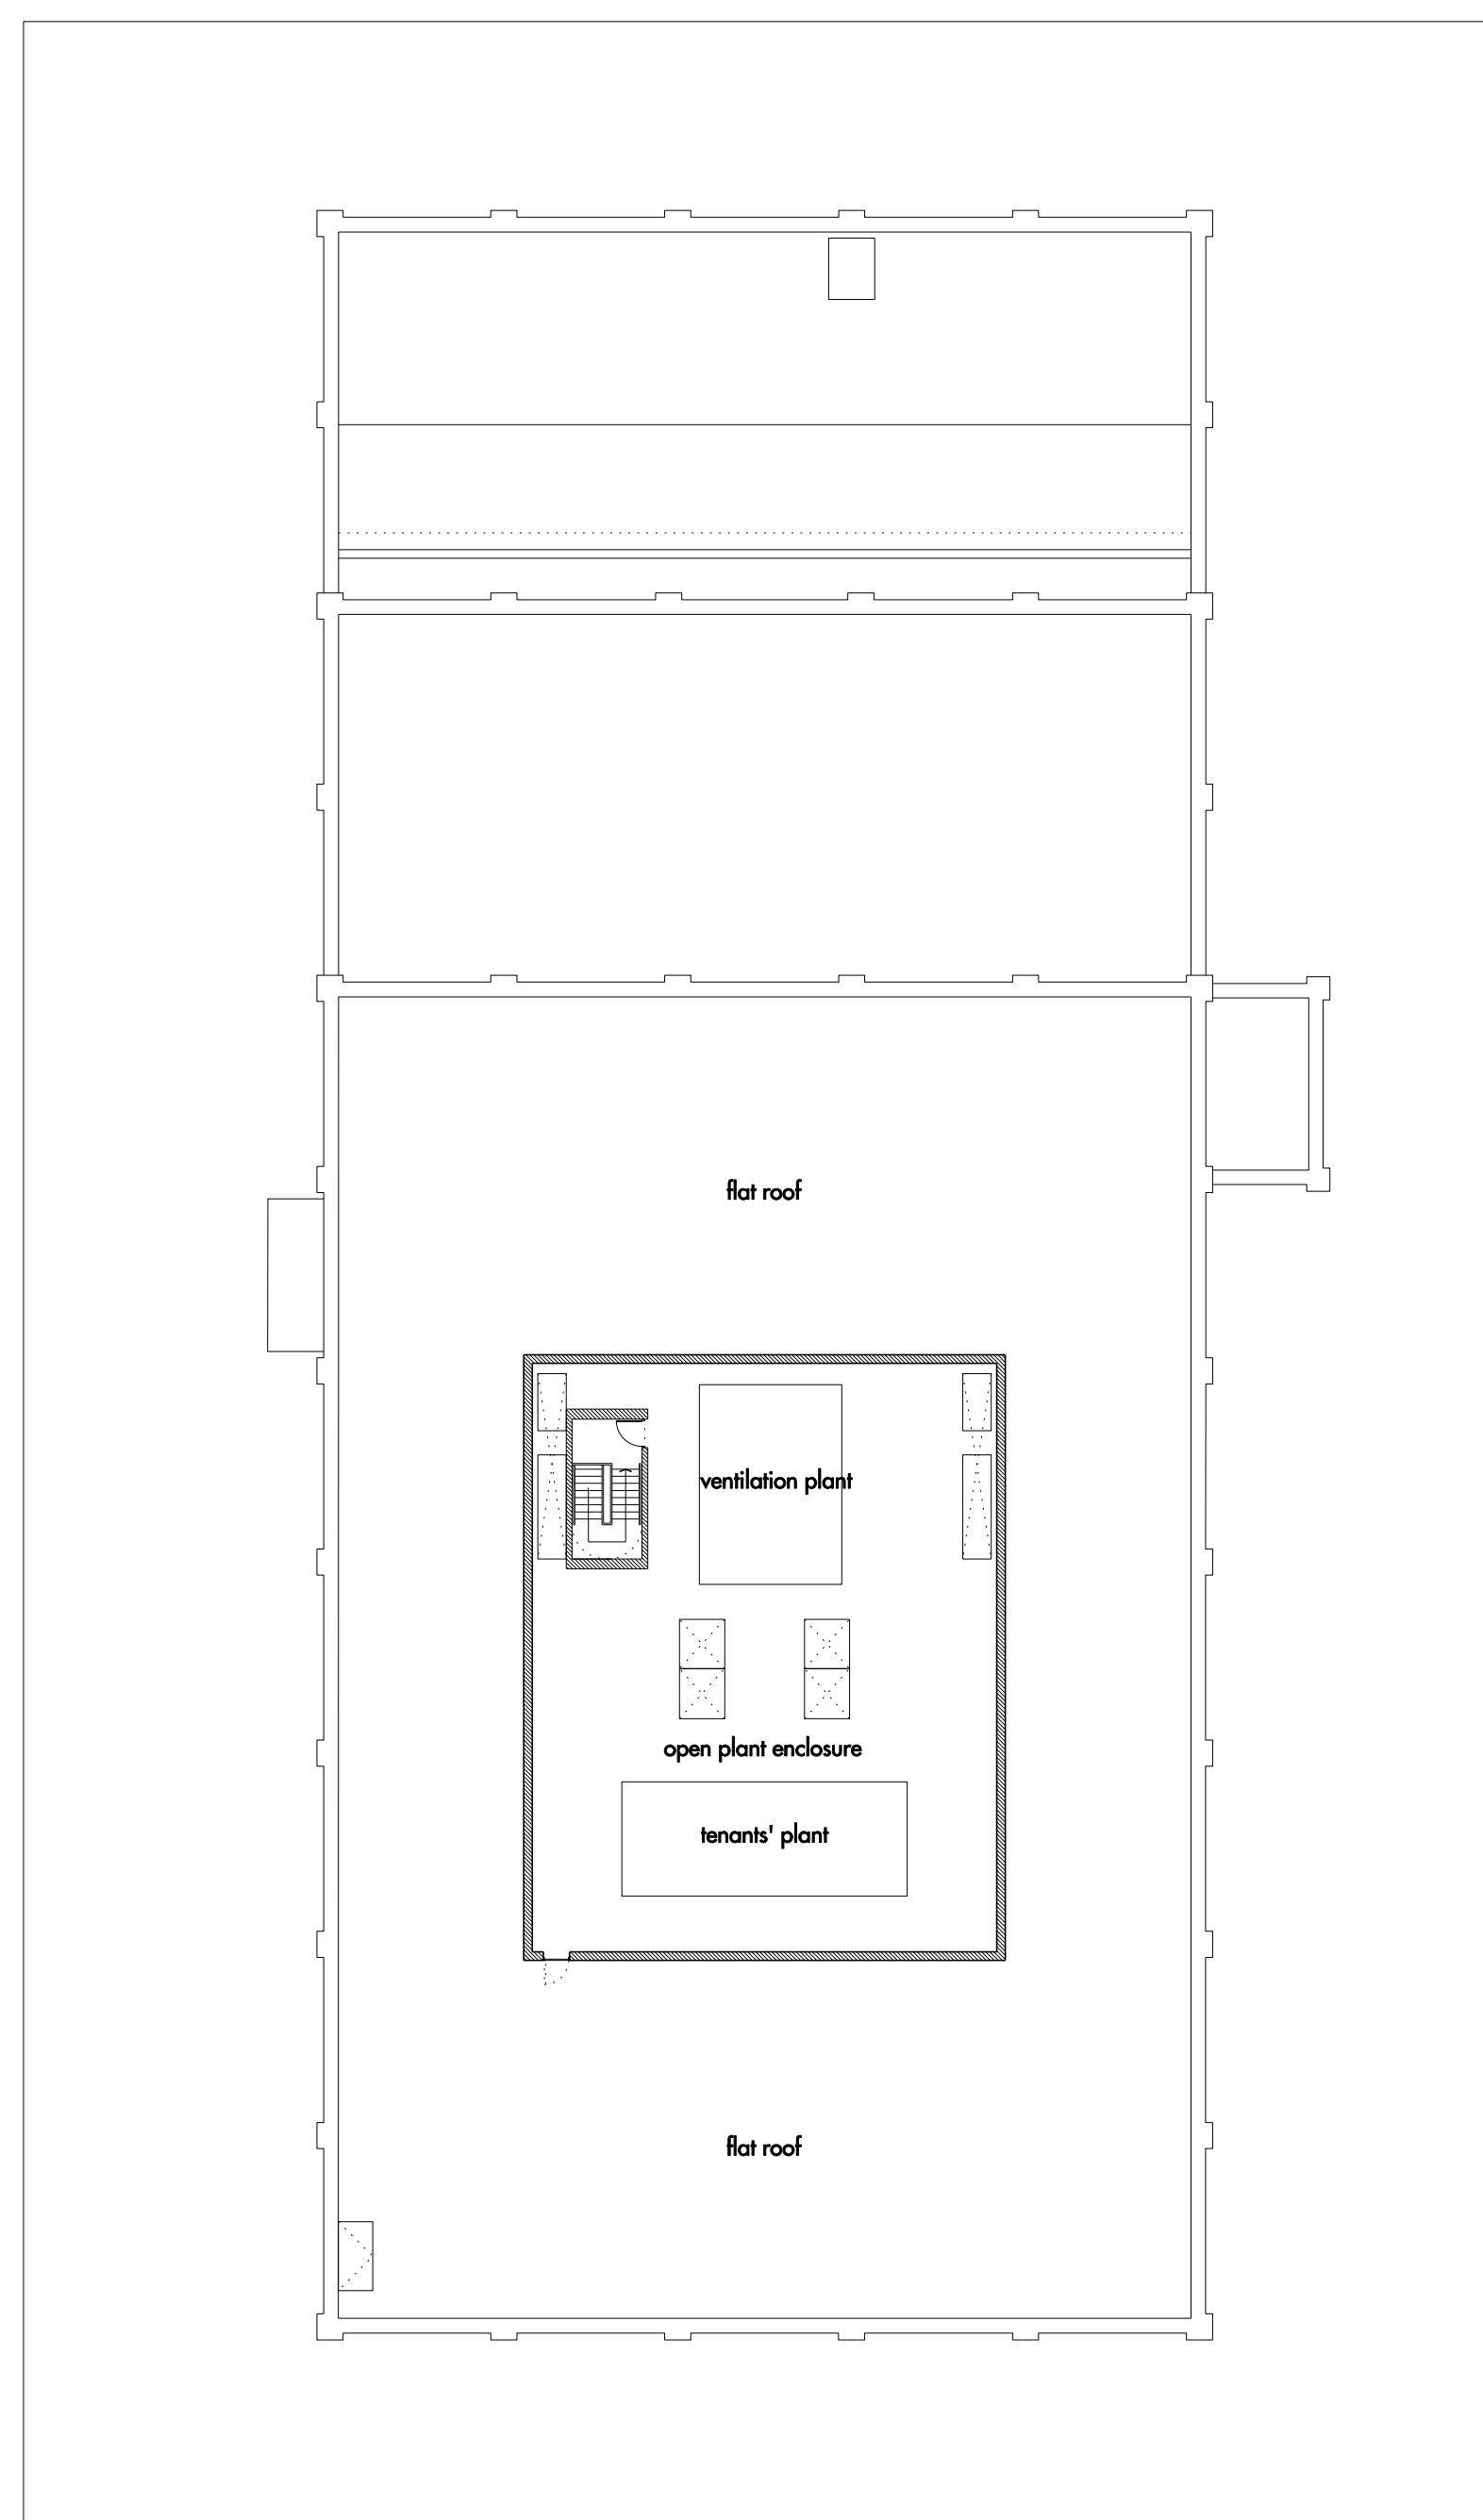 flat roof
ventilation plant
open plant enclosure
tenants' plant
flat roof